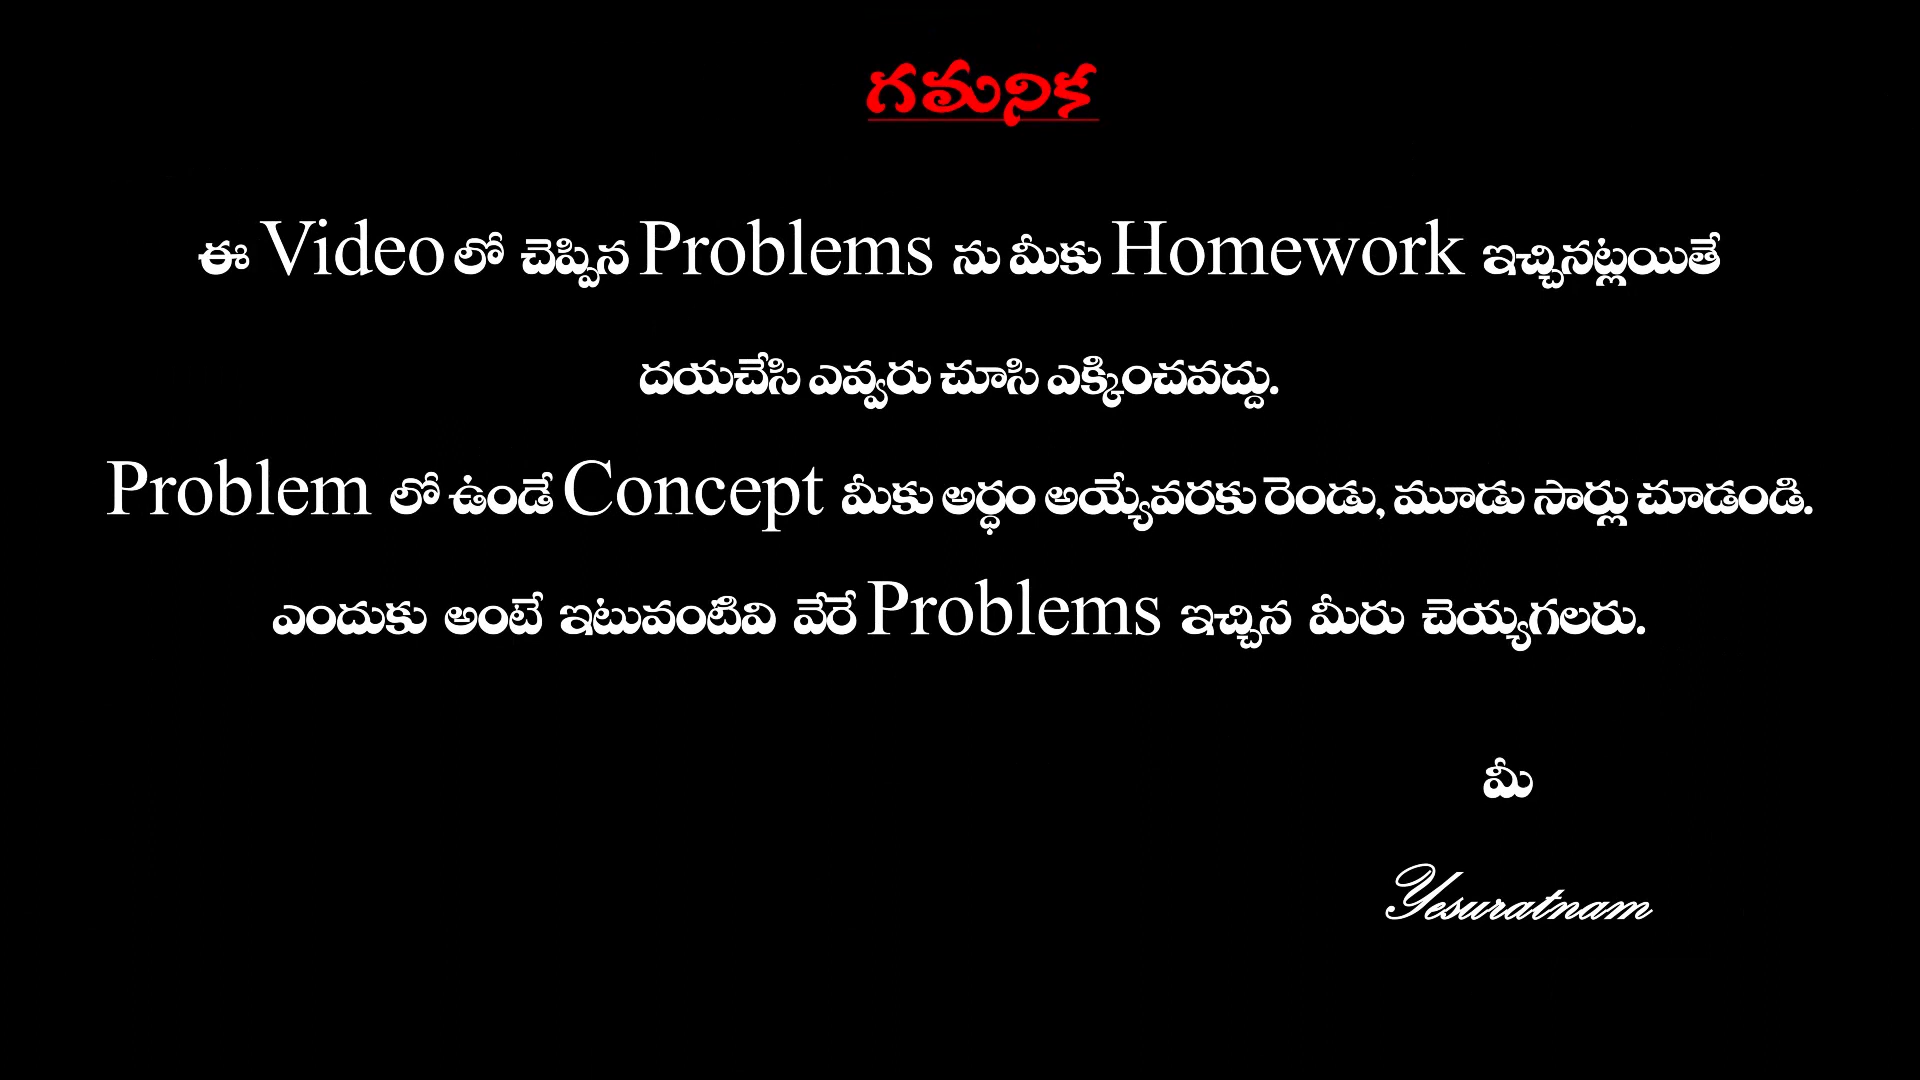 గమనిక
ఈ Video లో చెప్పిన Problems ను మీకు Homework ఇచ్చినట్లయితే
దయచేసి ఎవ్వరు చూసి ఎక్కించవద్దు.
Problem లో ఉండే Concept మీకు అర్ధం అయ్యేవరకు రెండు, మూడు సార్లు చూడండి.
ఎందుకు అంటే ఇటువంటివి వేరే Problems ఇచ్చిన మీరు చెయ్యగలరు.
మీ
Yesuratnam